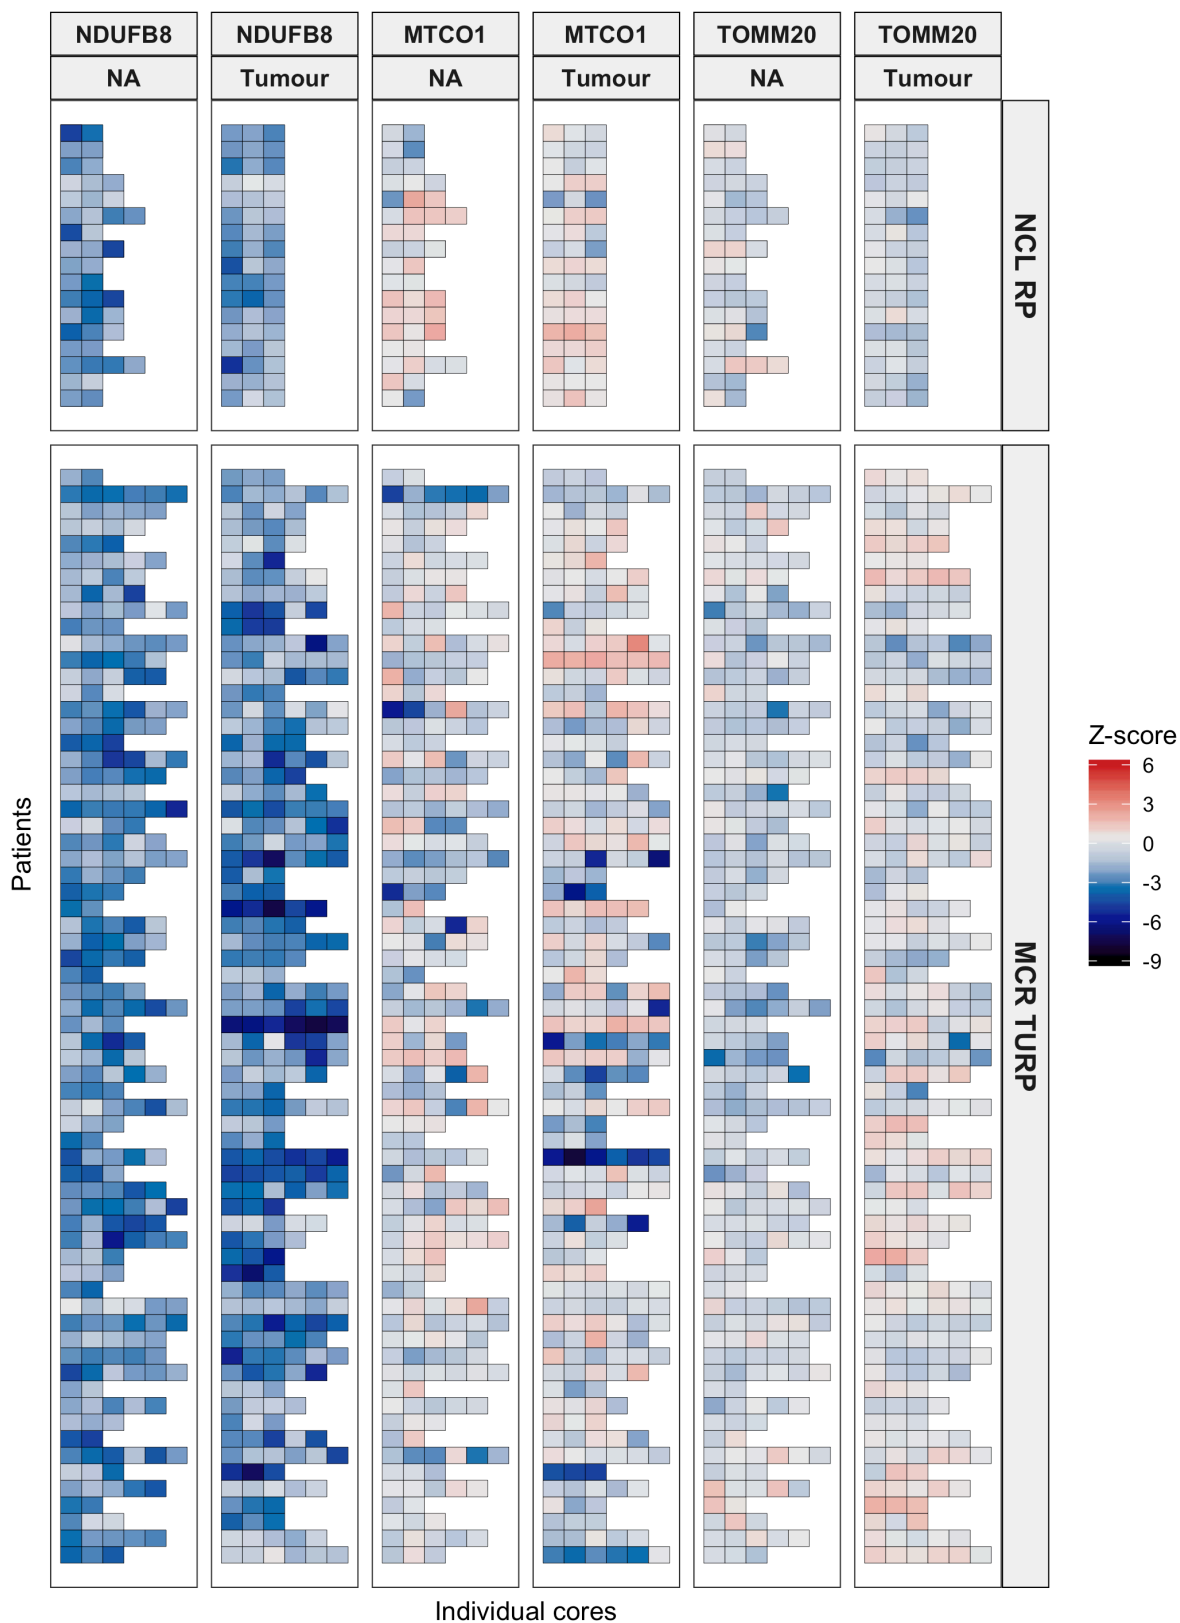 NDUFB8 NDUFB8 MTCO1 MTCO1 TOMM20 TOMM20
NA Tumour NA Tumour NA Tumour
NCL RP
MCR TURP
Patients
Individual cores
Z-score
6
3
0
-3
-6
-9